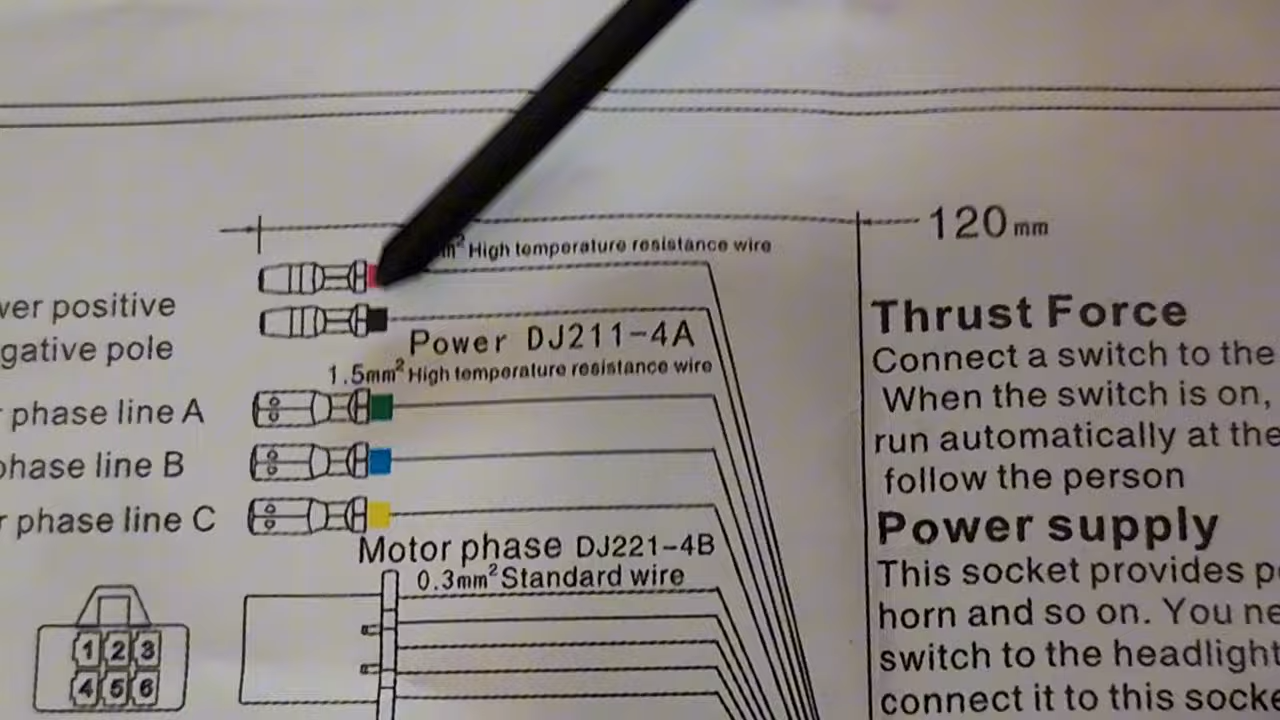 120mm
m² High temperature resistance wire
wer positive
gative pole
Power DJ211-4A
1.5mm² High temperature resistance wire
r phase line A
phase line B
r phase line C
Motor phase DJ221-4B
0.3mm² Standard wire
1 2 3
4 5 6
Thrust Force
Connect a switch to the
When the switch is on,
run automatically at the
follow the person
Power supply
This socket provides p
horn and so on. You ne
switch to the headlight
connect it to this socke